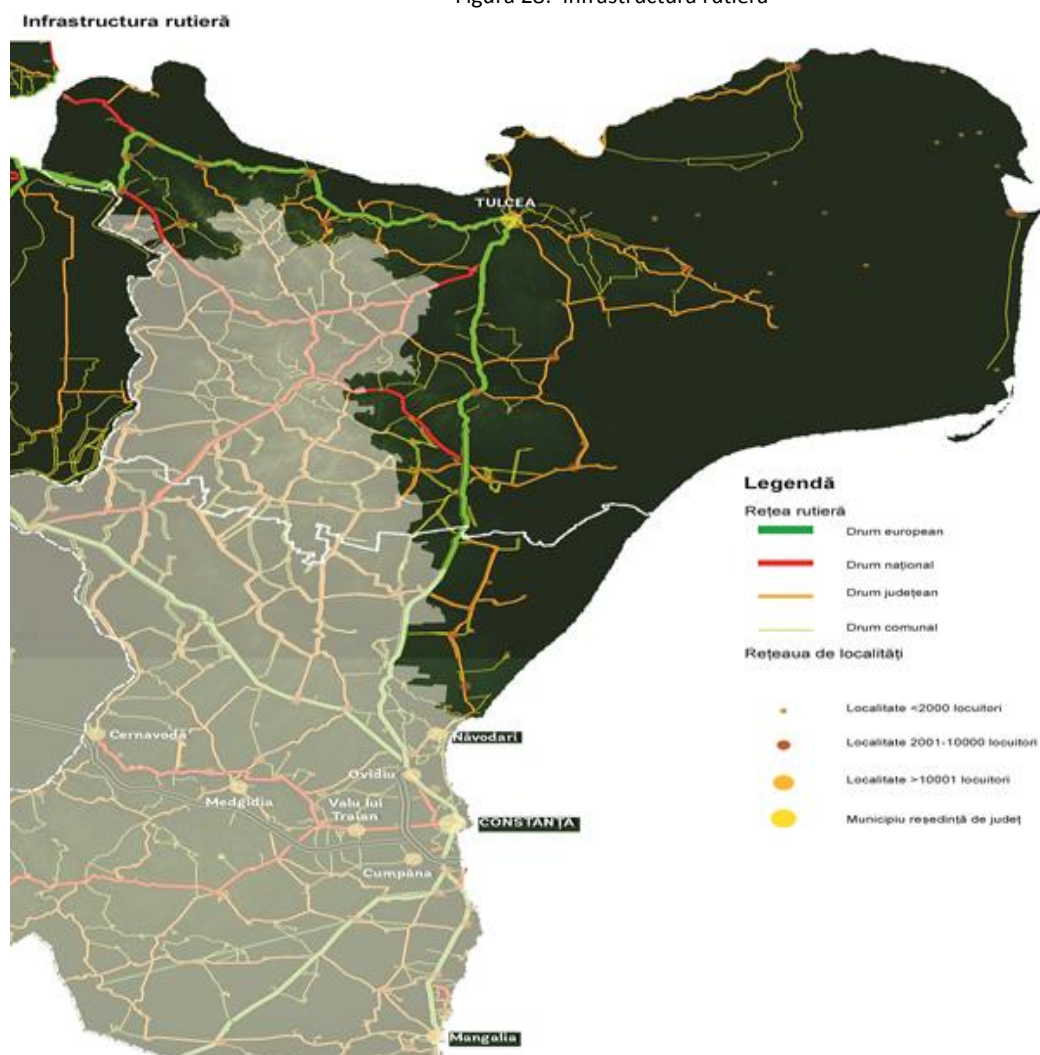 Figura 28. Infrastructura rutieră
Infrastructura rutieră
TULCEA
Legendă
Rețea rutieră
Drum european
Drum național
Drum județean
Drum comunal
Rețeaua de localități
Localitate <2000 locuitori
Localitate 2001-10000 locuitori
Localitate >10001 locuitori
Municipiu reședință de județ
Cernavodă
Năvodari
Ovidiu
Medgidia
Valu lui
Traian
CONSTANȚA
Cumpăna
Mangalia